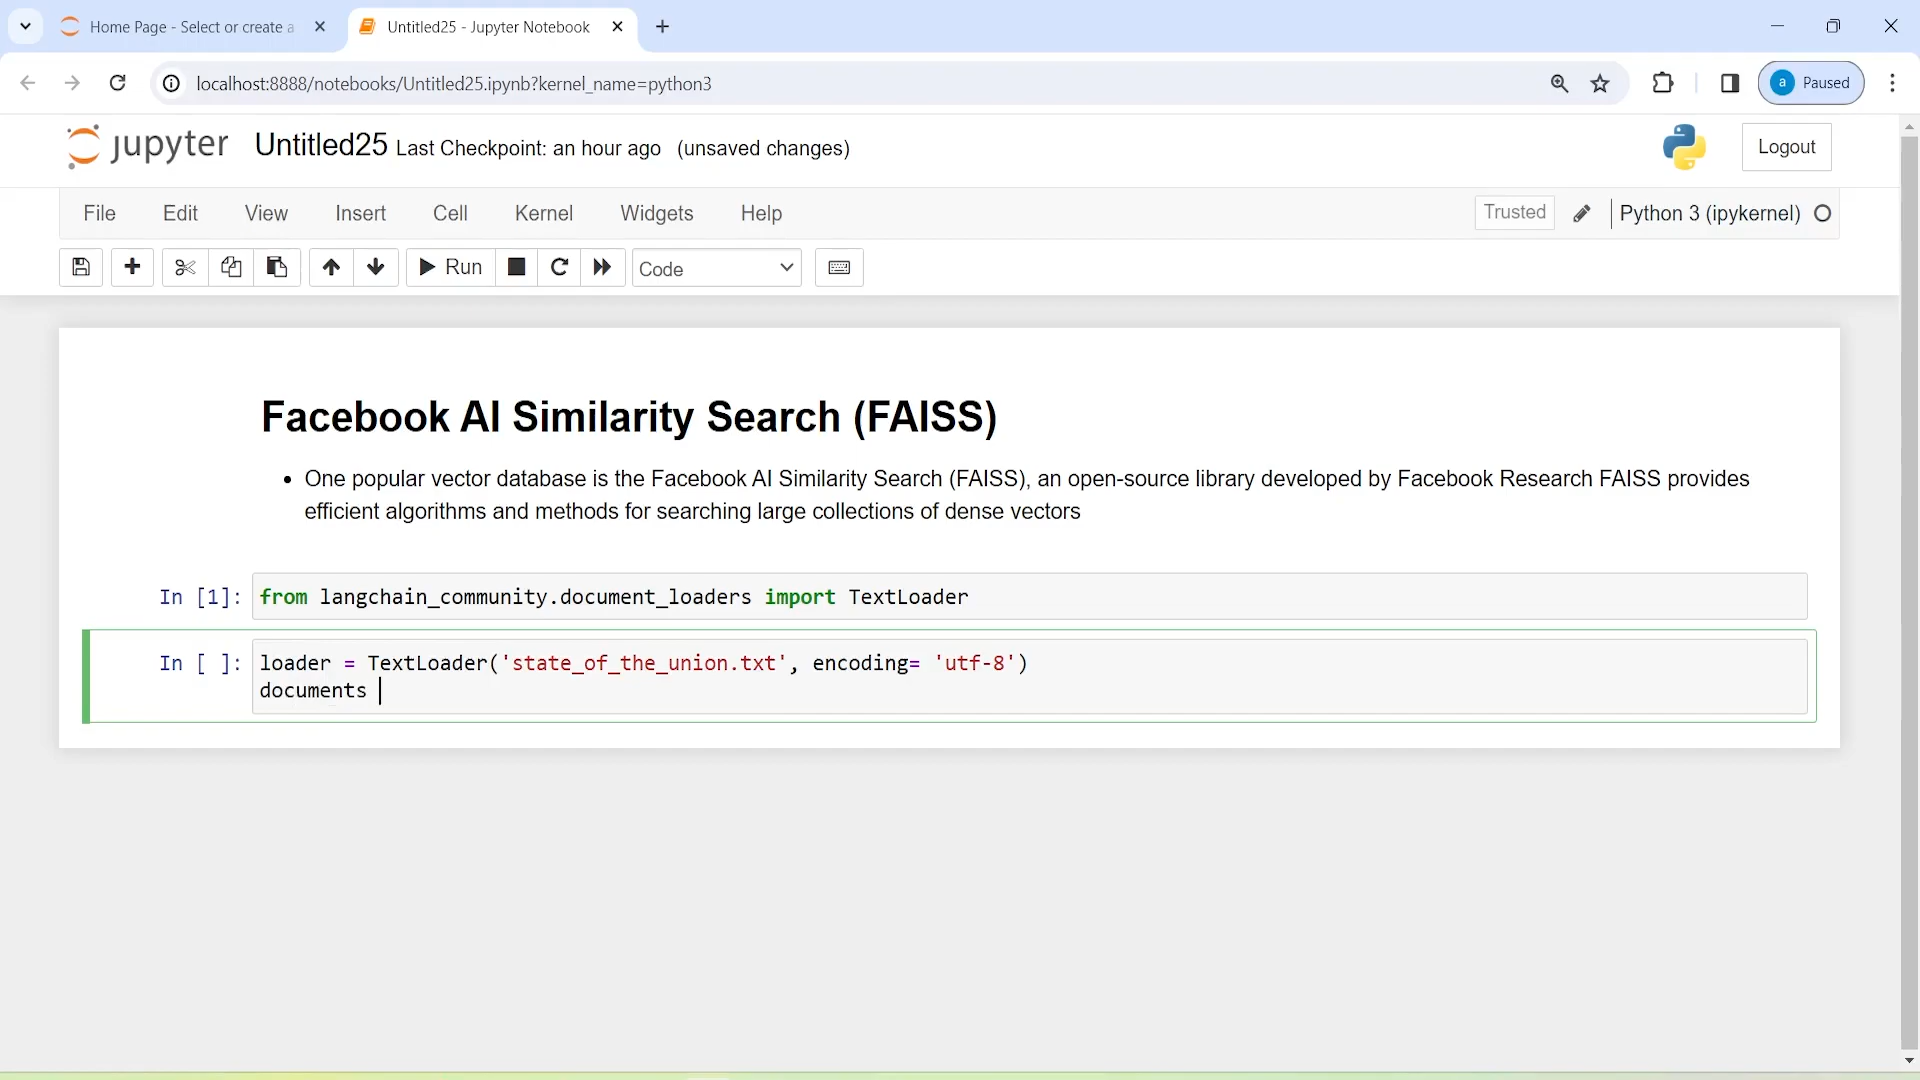 Home Page - Select or create a
Untitled25 - Jupyter Notebook
localhost:8888/notebooks/Untitled25.ipynb?kernel_name=python3
a Paused
jupyter Untitled25 Last Checkpoint: an hour ago (unsaved changes)
Logout
File Edit View Insert Cell Kernel Widgets Help
Trusted
Python 3 (ipykernel)
Run
Code
Facebook AI Similarity Search (FAISS)
• One popular vector database is the Facebook AI Similarity Search (FAISS), an open-source library developed by Facebook Research FAISS provides
efficient algorithms and methods for searching large collections of dense vectors
In [1]: from langchain_community.document_loaders import TextLoader
In [ ]: loader = TextLoader('state_of_the_union.txt', encoding= 'utf-8')
documents